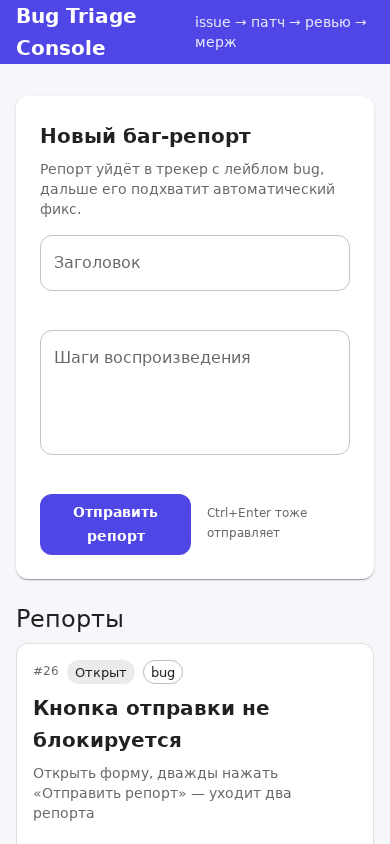 Bug Triage
Console
issue → патч → ревью →
мерж
Новый баг-репорт
Репорт уйдёт в трекер с лейблом bug,
дальше его подхватит автоматический
фикс.
Заголовок
Шаги воспроизведения
Отправить
репорт
Ctrl+Enter тоже
отправляет
Репорты
#26 Открыт bug
Кнопка отправки не
блокируется
Открыть форму, дважды нажать
«Отправить репорт» — уходит два
репорта